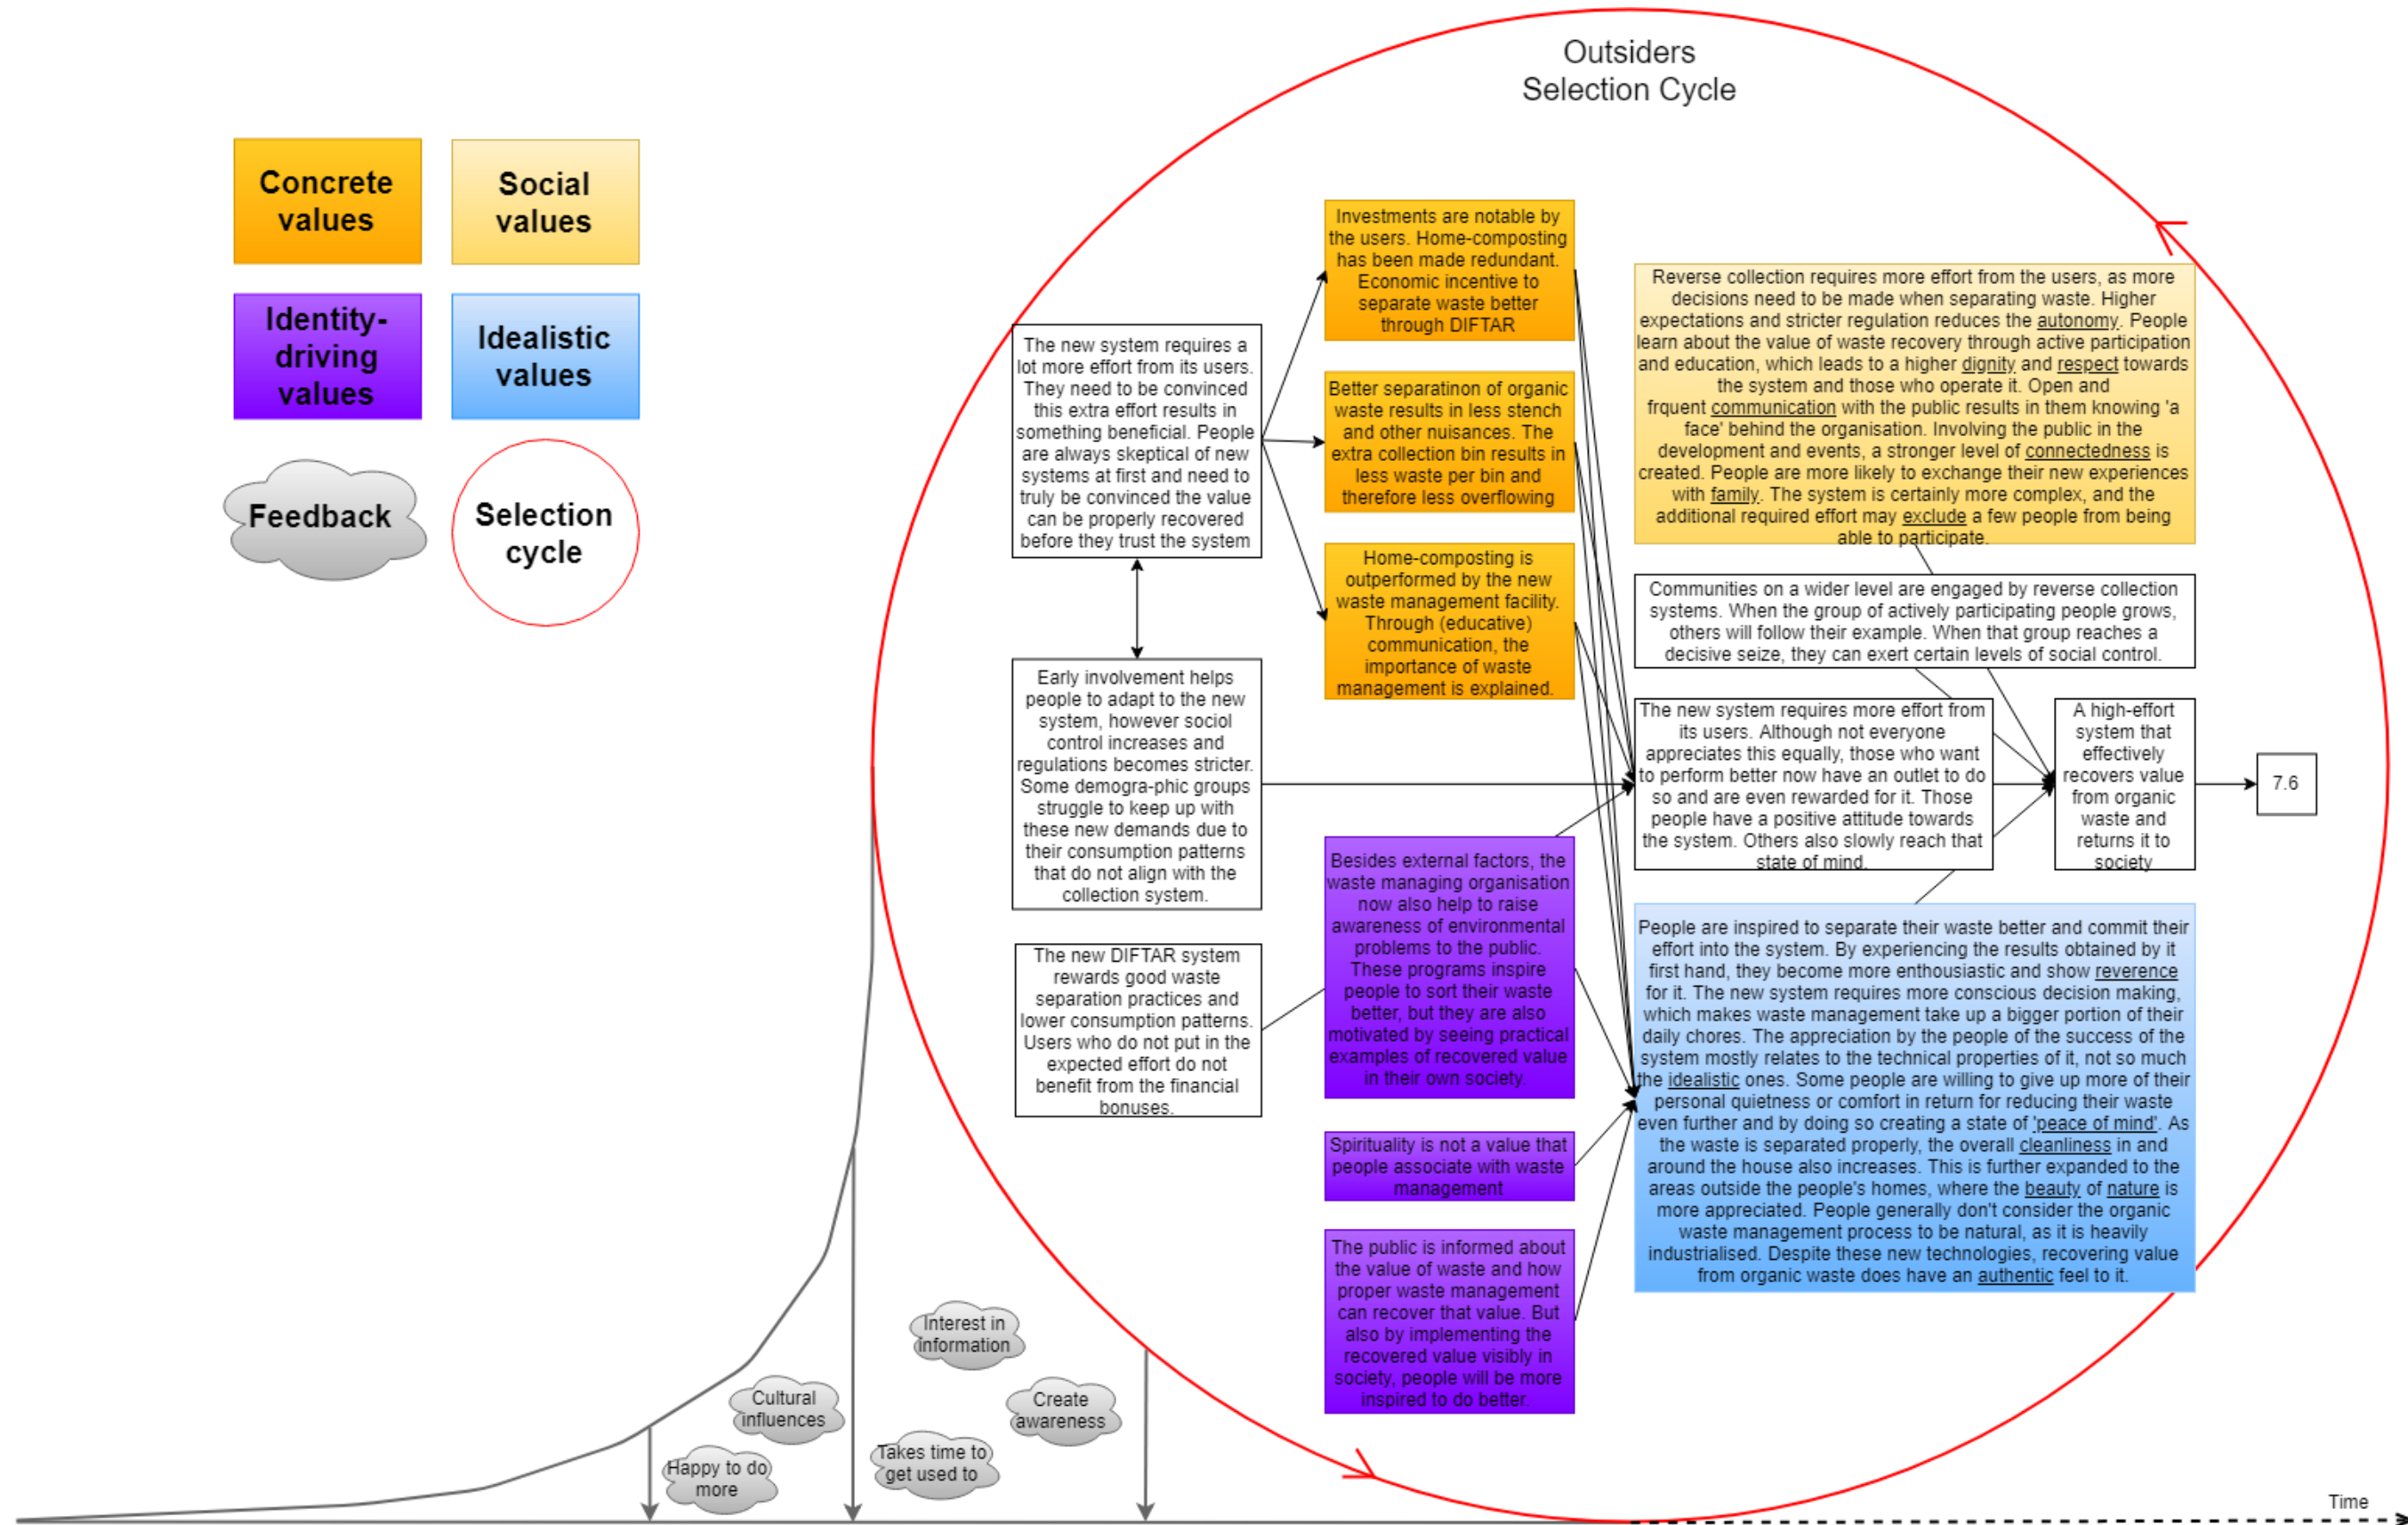 Outsiders
Selection Cycle
Concrete
values
Social
values
Identity-
driving
values
Idealistic
values
Feedback
Selection
cycle
The new system requires a
lot more effort from its users.
They need to be convinced
this extra effort results in
something beneficial. People
are always skeptical of new
systems at first and need to
truly be convinced the value
can be properly recovered
before they trust the system
Early involvement helps
people to adapt to the new
system, however sociol
control increases and
regulations becomes stricter.
Some demogra-phic groups
struggle to keep up with
these new demands due to
their consumption patterns
that do not align with the
collection system.
The new DIFTAR system
rewards good waste
separation practices and
lower consumption patterns.
Users who do not put in the
expected effort do not
benefit from the financial
bonuses.
Investments are notable by
the users. Home-composting
has been made redundant.
Economic incentive to
separate waste better
through DIFTAR
Better separatinon of organic
waste results in less stench
and other nuisances. The
extra collection bin results in
less waste per bin and
therefore less overflowing
Home-composting is
outperformed by the new
waste management facility.
Through (educative)
communication, the
importance of waste
management is explained.
Besides external factors, the
waste managing organisation
now also help to raise
awareness of environmental
problems to the public.
These programs inspire
people to sort their waste
better, but they are also
motivated by seeing practical
examples of recovered value
in their own society.
Spirituality is not a value that
people associate with waste
management
The public is informed about
the value of waste and how
proper waste management
can recover that value. But
also by implementing the
recovered value visibly in
society, people will be more
inspired to do better.
Reverse collection requires more effort from the users, as more
decisions need to be made when separating waste. Higher
expectations and stricter regulation reduces the autonomy. People
learn about the value of waste recovery through active participation
and education, which leads to a higher dignity and respect towards
the system and those who operate it. Open and
frquent communication with the public results in them knowing 'a
face' behind the organisation. Involving the public in the
development and events, a stronger level of connectedness is
created. People are more likely to exchange their new experiences
with family. The system is certainly more complex, and the
additional required effort may exclude a few people from being
able to participate.
Communities on a wider level are engaged by reverse collection
systems. When the group of actively participating people grows,
others will follow their example. When that group reaches a
decisive seize, they can exert certain levels of social control.
The new system requires more effort from
its users. Although not everyone
appreciates this equally, those who want
to perform better now have an outlet to do
so and are even rewarded for it. Those
people have a positive attitude towards
the system. Others also slowly reach that
state of mind.
A high-effort
system that
effectively
recovers value
from organic
waste and
returns it to
society
7.6
People are inspired to separate their waste better and commit their
effort into the system. By experiencing the results obtained by it
first hand, they become more enthousiastic and show reverence
for it. The new system requires more conscious decision making,
which makes waste management take up a bigger portion of their
daily chores. The appreciation by the people of the success of the
system mostly relates to the technical properties of it, not so much
the idealistic ones. Some people are willing to give up more of their
personal quietness or comfort in return for reducing their waste
even further and by doing so creating a state of 'peace of mind'. As
the waste is separated properly, the overall cleanliness in and
around the house also increases. This is further expanded to the
areas outside the people's homes, where the beauty of nature is
more appreciated. People generally don't consider the organic
waste management process to be natural, as it is heavily
industrialised. Despite these new technologies, recovering value
from organic waste does have an authentic feel to it.
Interest in
information
Cultural
influences
Create
awareness
Happy to do
more
Takes time to
get used to
Time